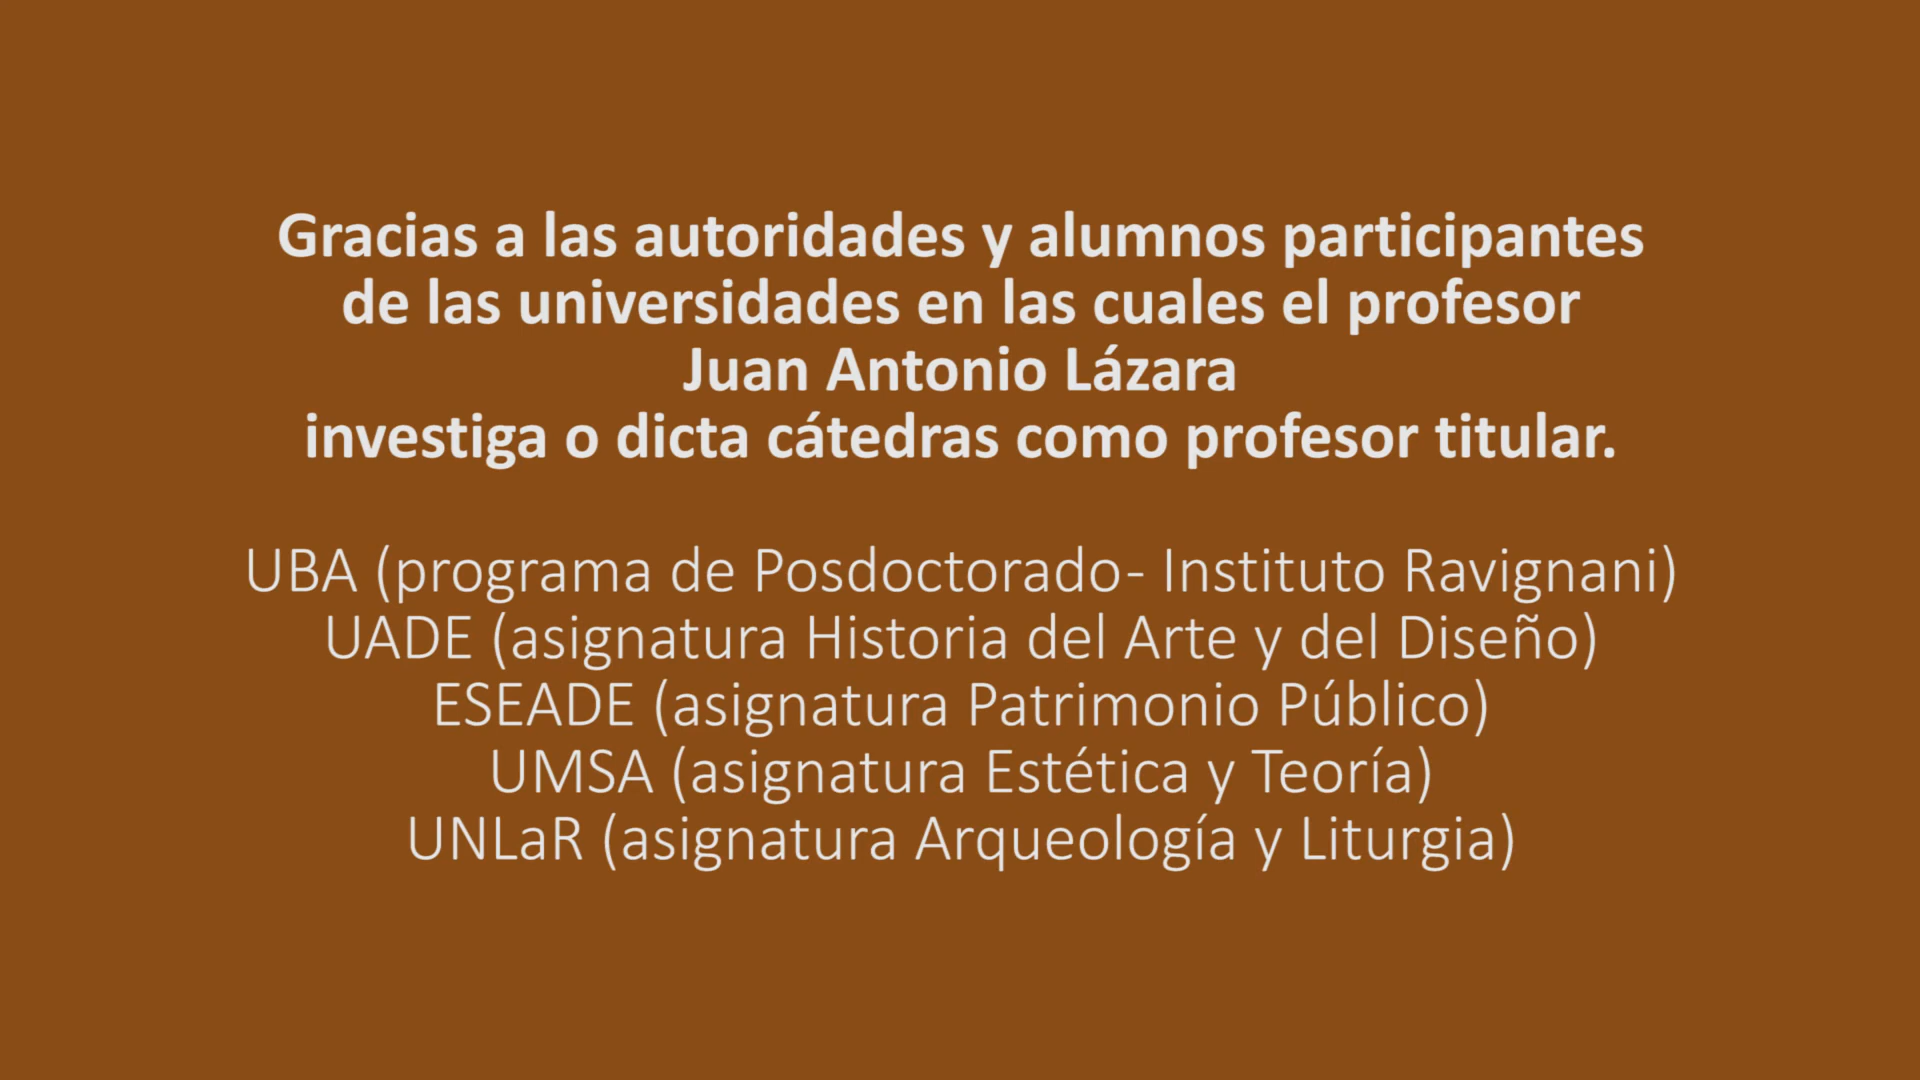 Gracias a las autoridades y alumnos participantes
de las universidades en las cuales el profesor
Juan Antonio Lázara
investiga o dicta cátedras como profesor titular.
UBA (programa de Posdoctorado- Instituto Ravignani)
UADE (asignatura Historia del Arte y del Diseño)
ESEADE (asignatura Patrimonio Público)
UMSA (asignatura Estética y Teoría)
UNLaR (asignatura Arqueología y Liturgia)